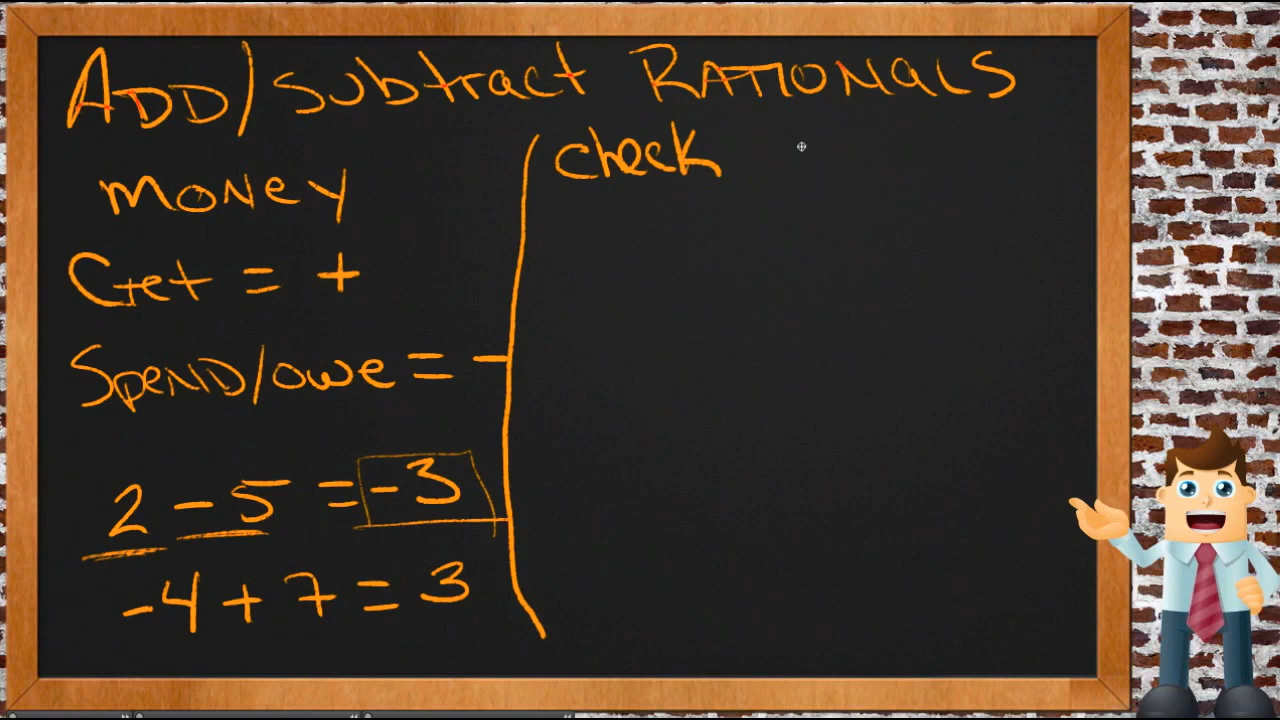 ADD/subtract RATIONALS
money
Get = +
Spend/owe = -
2 - 5 = -3
-4 + 7 = 3
check